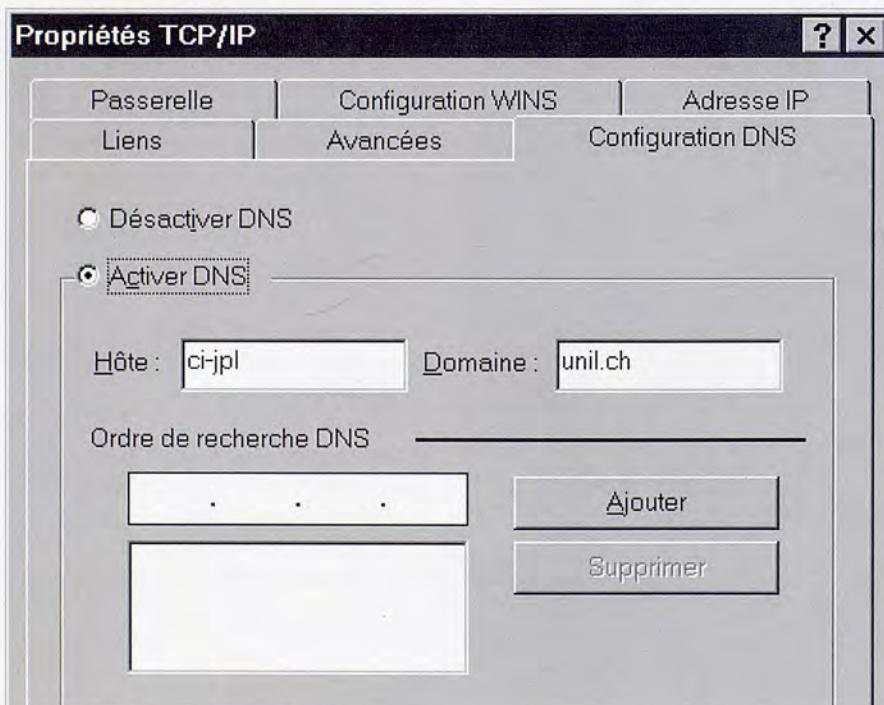 Propriétés TCP/IP
Passerelle Configuration WINS Adresse IP
Liens Avancées Configuration DNS
Désactiver DNS
Activer DNS
Hôte : ci-jpl Domaine : unil.ch
Ordre de recherche DNS
. . . Ajouter
Supprimer